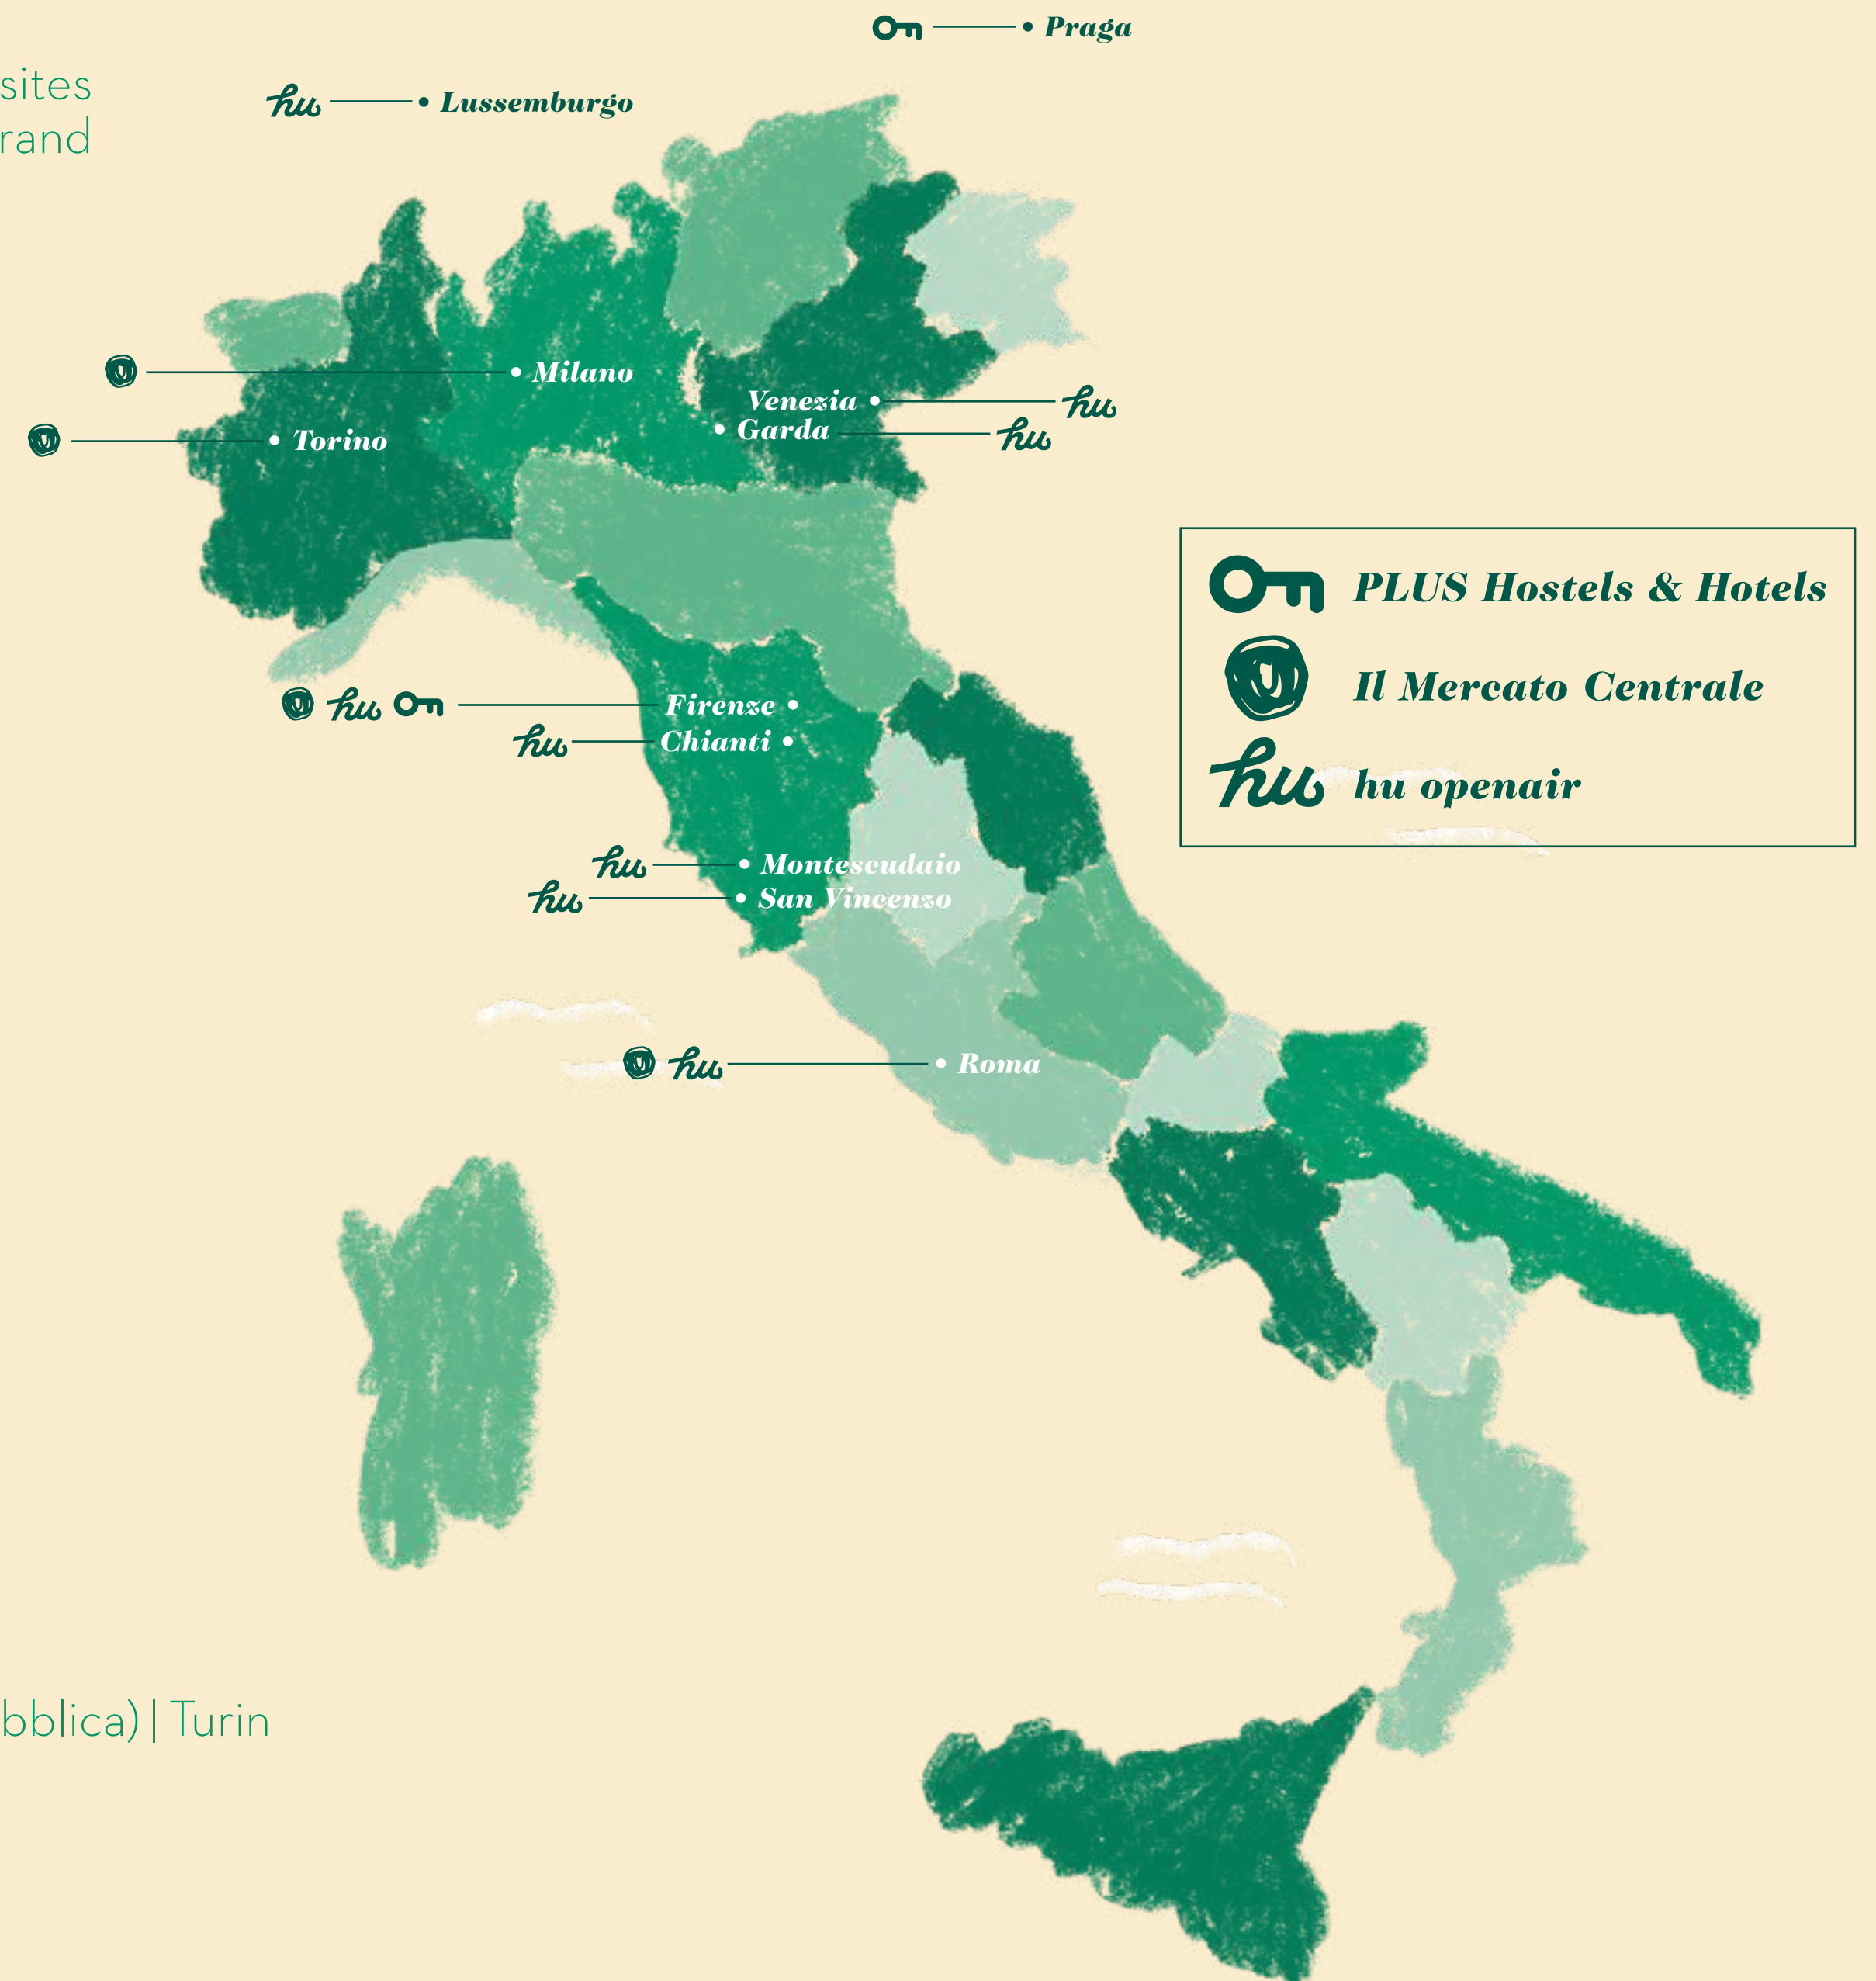 Praga
sites
rand
hu Lussemburgo
Milano
Venezia hu
Garda hu
Torino
PLUS Hostels & Hotels
Il Mercato Centrale
hu hu openair
hu Firenze
hu Chianti
hu Montescudaio
hu San Vincenzo
hu Roma
bblica) | Turin